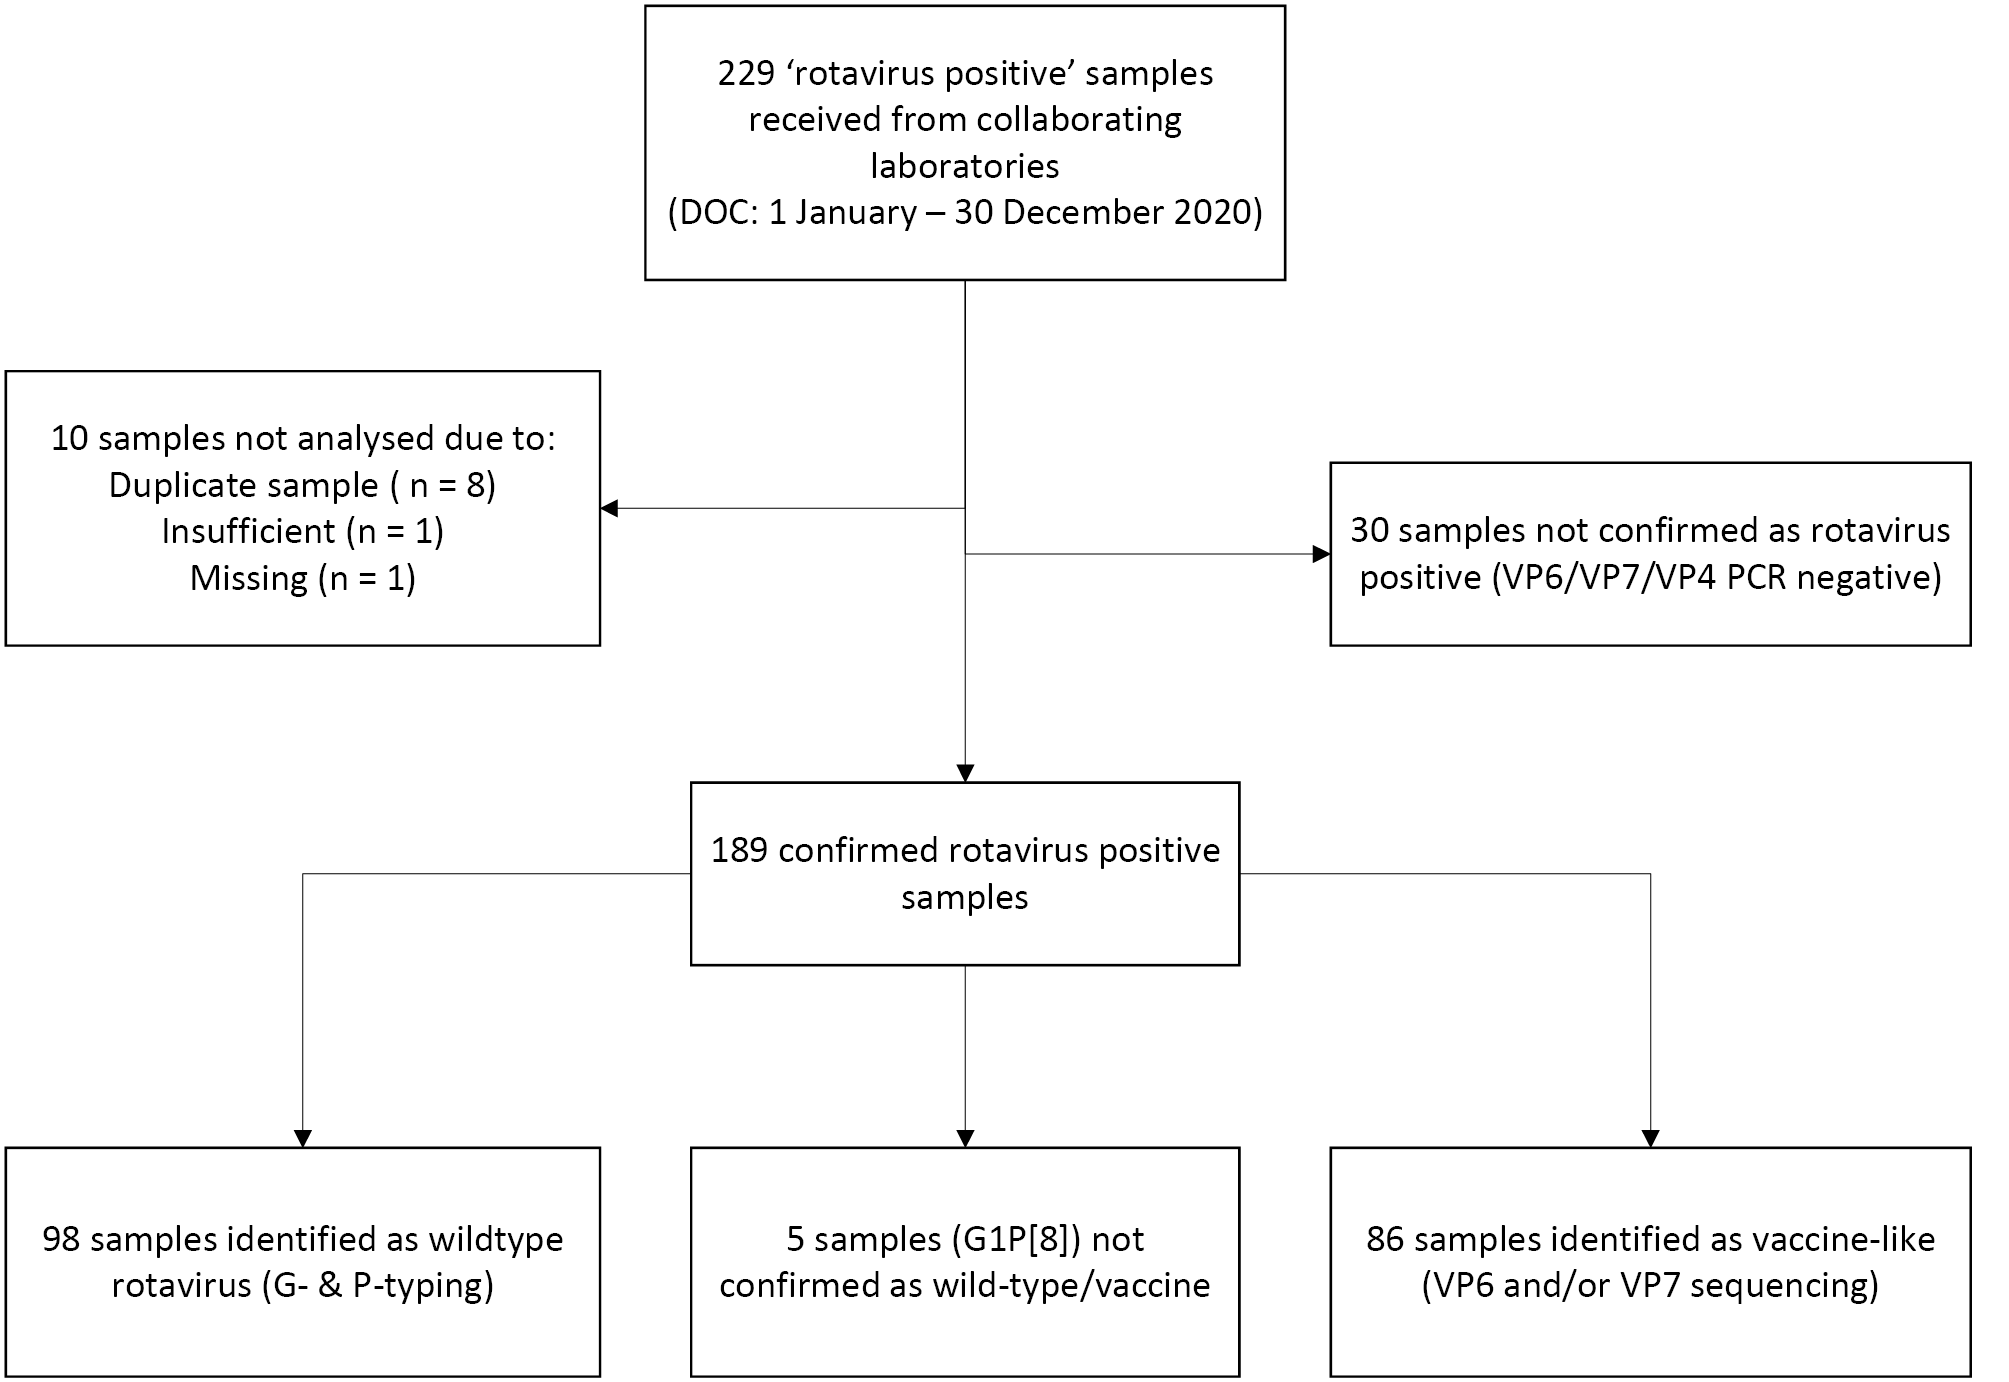 229 ‘rotavirus positive’ samples
received from collaborating
laboratories
(DOC: 1 January – 30 December 2020)
10 samples not analysed due to:
Duplicate sample ( n = 8)
Insufficient (n = 1)
Missing (n = 1)
30 samples not confirmed as rotavirus
positive (VP6/VP7/VP4 PCR negative)
189 confirmed rotavirus positive
samples
98 samples identified as wildtype
rotavirus (G- & P-typing)
5 samples (G1P[8]) not
confirmed as wild-type/vaccine
86 samples identified as vaccine-like
(VP6 and/or VP7 sequencing)